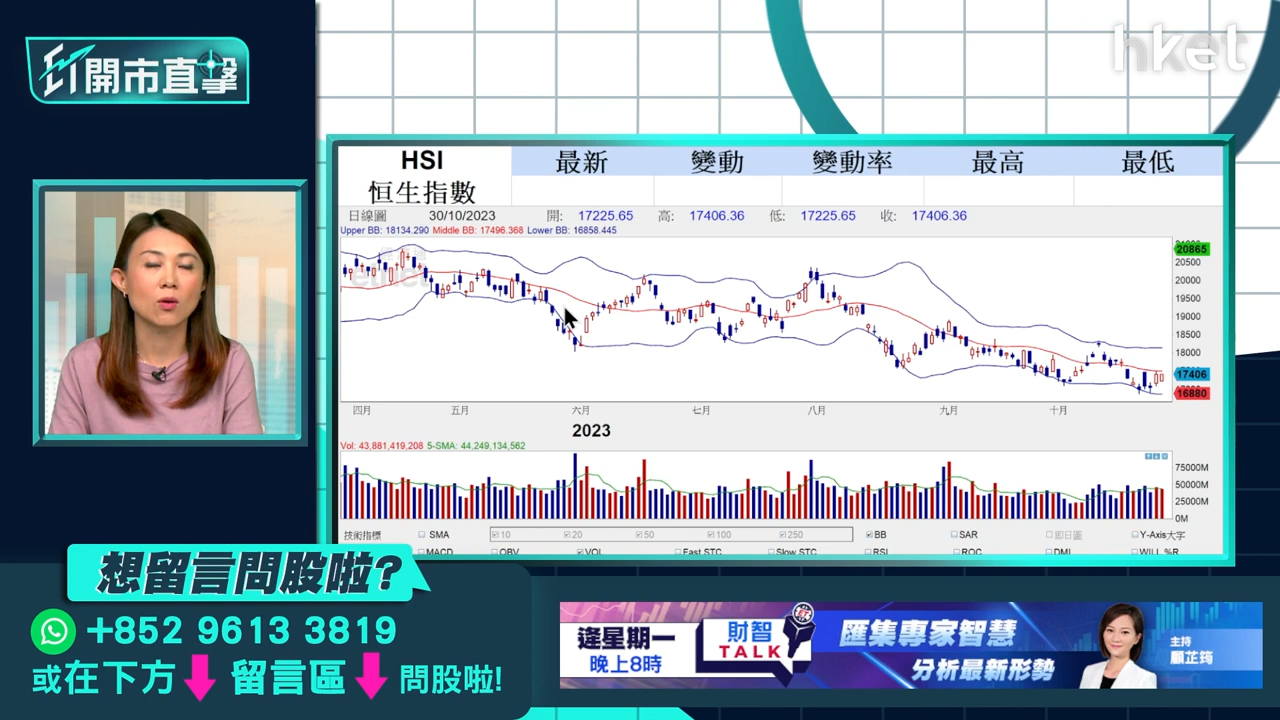 開市直擊
hket
HSI 最新 變動 變動率 最高 最低
恒生指數
日線圖 30/10/2023 開: 17225.65 高: 17406.36 低: 17225.65 收: 17406.36
Upper BB: 18134.290 Middle BB: 17496.368 Lower BB: 16858.445
20865
20500
20000
19500
19000
18500
18000
17406
16880
四月 五月 六月 七月 八月 九月 十月
2023
Vol: 43,881,419,208 5-SMA: 44,249,134,562
75000M
50000M
25000M
0M
技術指標 SMA 10 20 50 100 250 BB SAR 即日圖 Y-Axis大字
MACD OBV VOL Fast STC Slow STC RSI ROC DMI WILL %R
想留言問股啦?
+852 9613 3819
或在下方 留言區 問股啦!
逢星期一
晚上8時
財智
TALK
匯集專家智慧
分析最新形勢
主持
顧芷筠